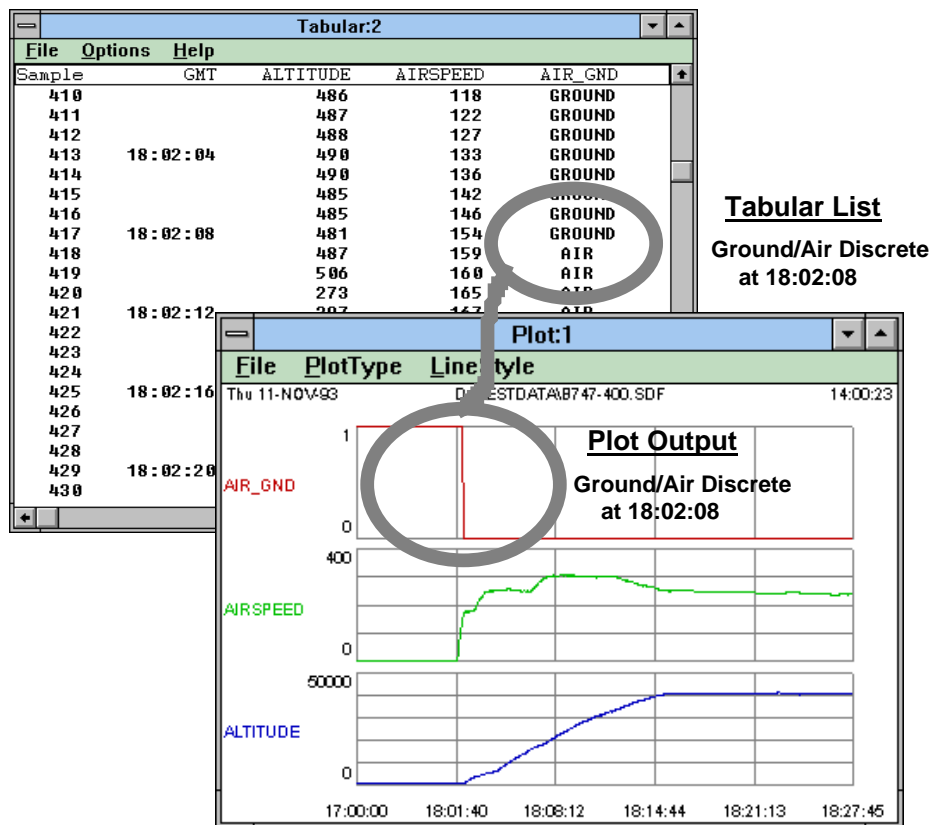 Tabular:2
File Options Help
Sample GMT ALTITUDE AIRSPEED AIR_GND
410 486 118 GROUND
411 487 122 GROUND
412 488 127 GROUND
413 18:02:04 490 133 GROUND
414 490 136 GROUND
415 485 142 GROUND
416 485 146 GROUND
417 18:02:08 481 154 GROUND
418 487 159 AIR
419 506 160 AIR
420 273 165 AIR
421 18:02:12
422
423
424
425 18:02:16
426
427
428
429 18:02:20
430
Tabular List
Ground/Air Discrete
at 18:02:08
Plot:1
File PlotType LineStyle
Thu 11-NOV-93 14:00:23
Plot Output
Ground/Air Discrete
at 18:02:08
1
AIR_GND
0
400
AIRSPEED
0
50000
ALTITUDE
0
17:00:00 18:01:40 18:08:12 18:14:44 18:21:13 18:27:45